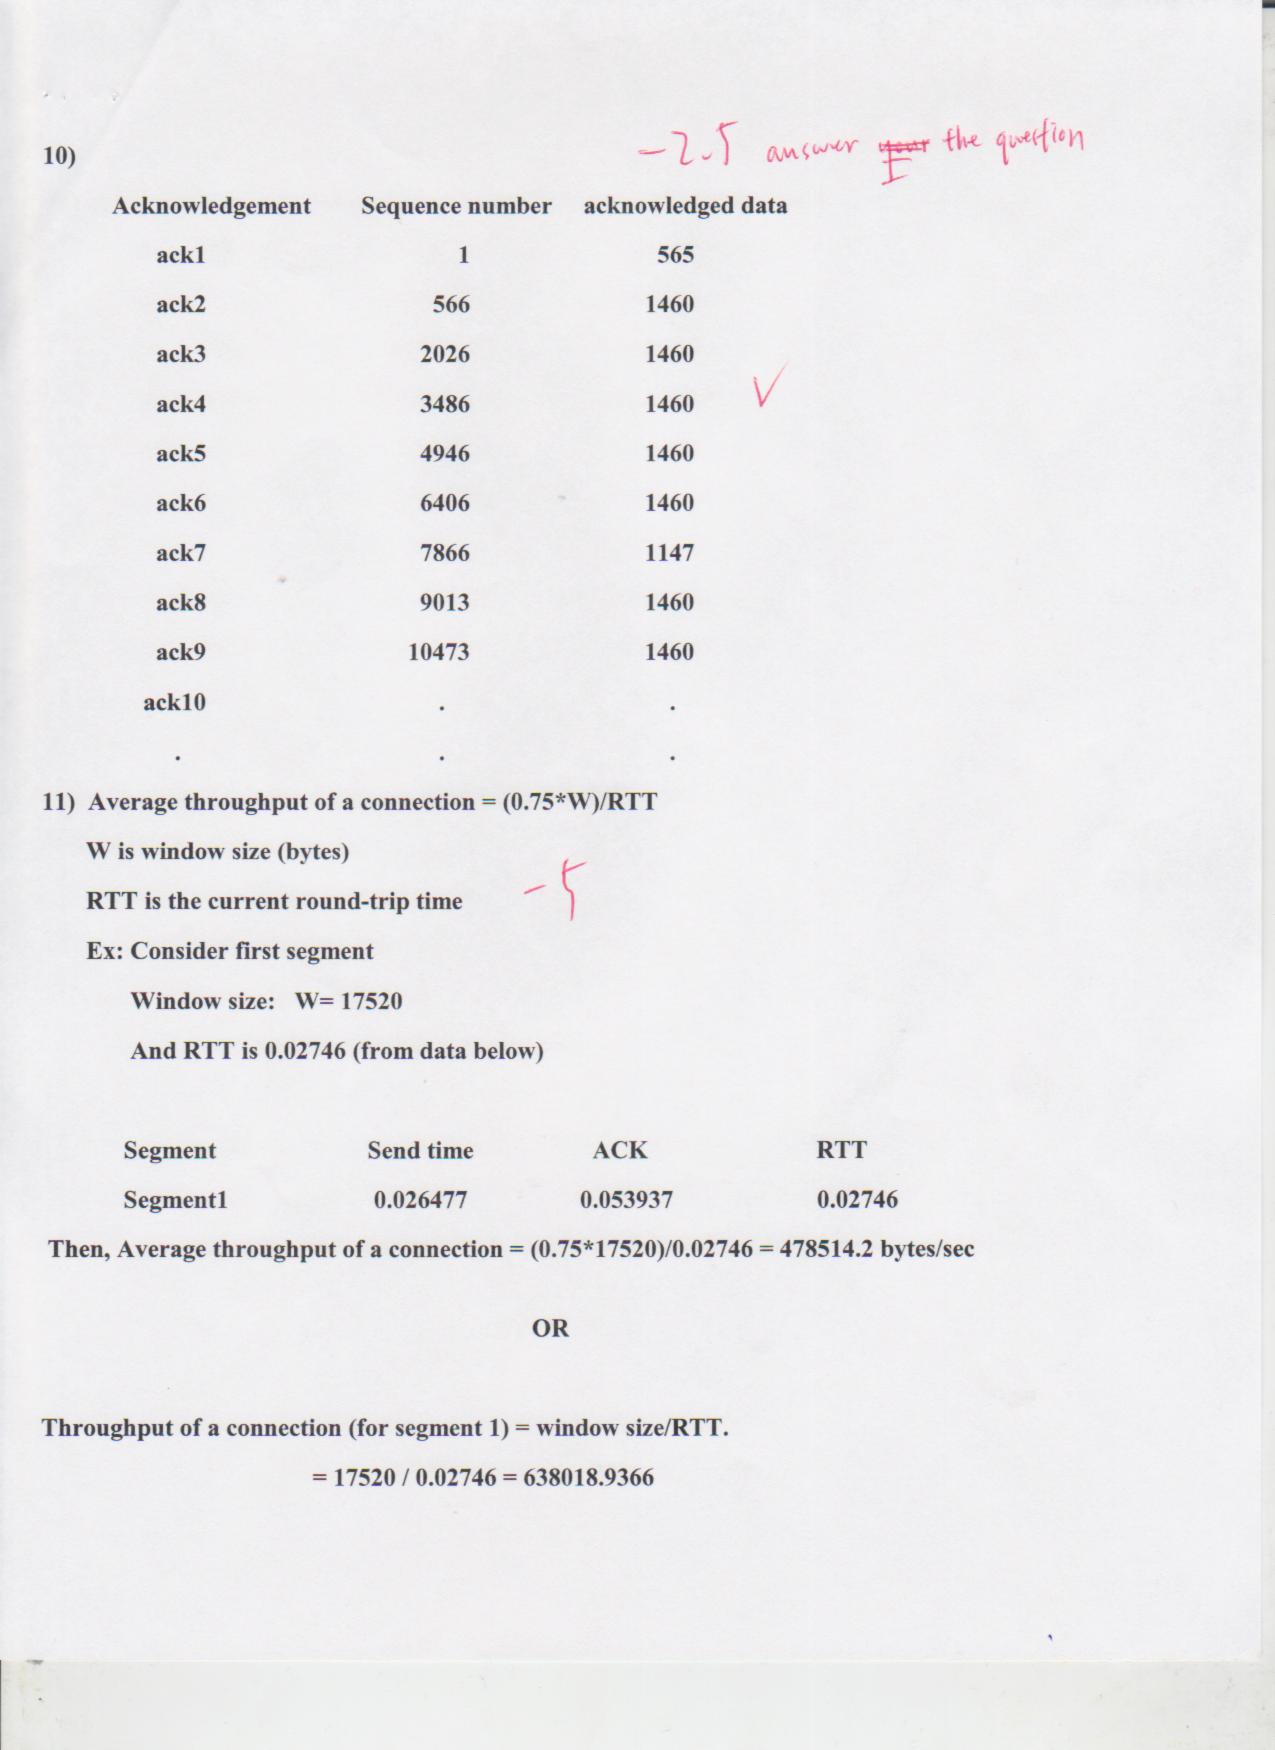 -2.5 answer your the question
10)
Acknowledgement Sequence number acknowledged data
ack1 1 565
ack2 566 1460
ack3 2026 1460
ack4 3486 1460
ack5 4946 1460
ack6 6406 1460
ack7 7866 1147
ack8 9013 1460
ack9 10473 1460
ack10 . .
. . .
11) Average throughput of a connection = (0.75*W)/RTT
W is window size (bytes)
-5
RTT is the current round-trip time
Ex: Consider first segment
Window size: W= 17520
And RTT is 0.02746 (from data below)
Segment Send time ACK RTT
Segment1 0.026477 0.053937 0.02746
Then, Average throughput of a connection = (0.75*17520)/0.02746 = 478514.2 bytes/sec
OR
Throughput of a connection (for segment 1) = window size/RTT.
= 17520 / 0.02746 = 638018.9366